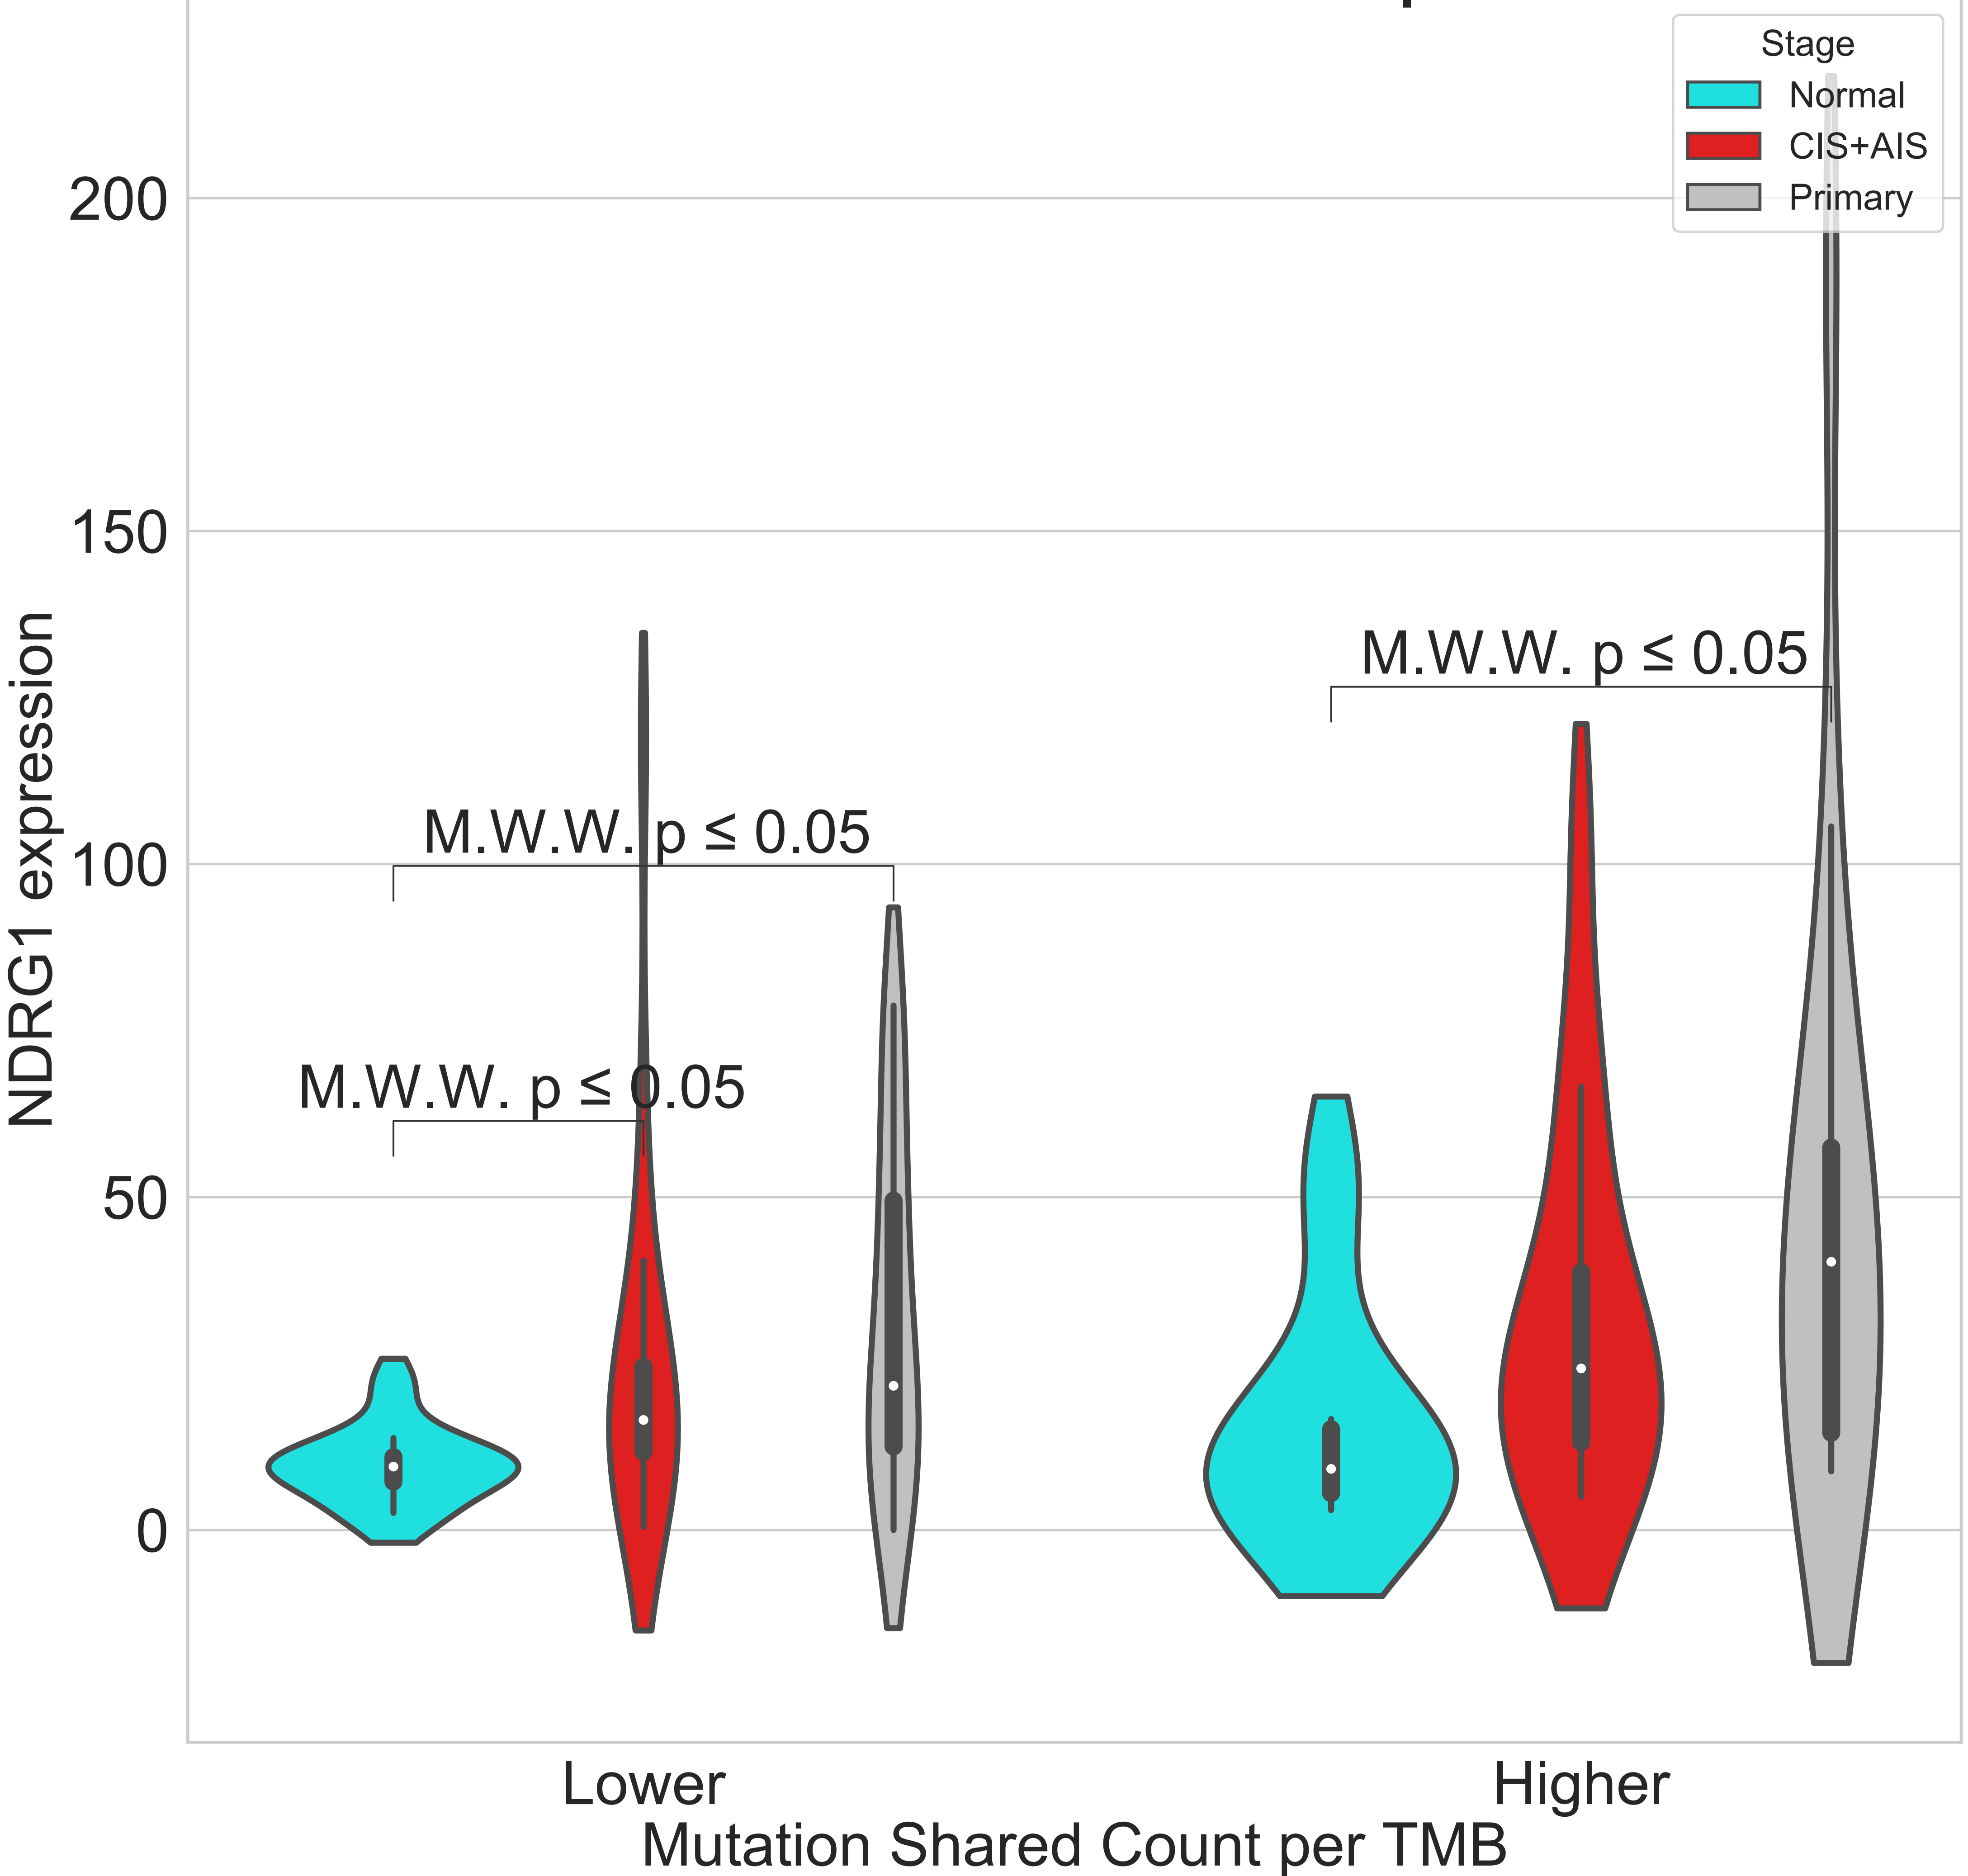 Stage
Normal
CIS+AIS
Primary
200
150
100
50
0
NDRG1 expression
M.W.W. p ≤ 0.05
M.W.W. p ≤ 0.05
M.W.W. p ≤ 0.05
Lower
Higher
Mutation Shared Count per TMB